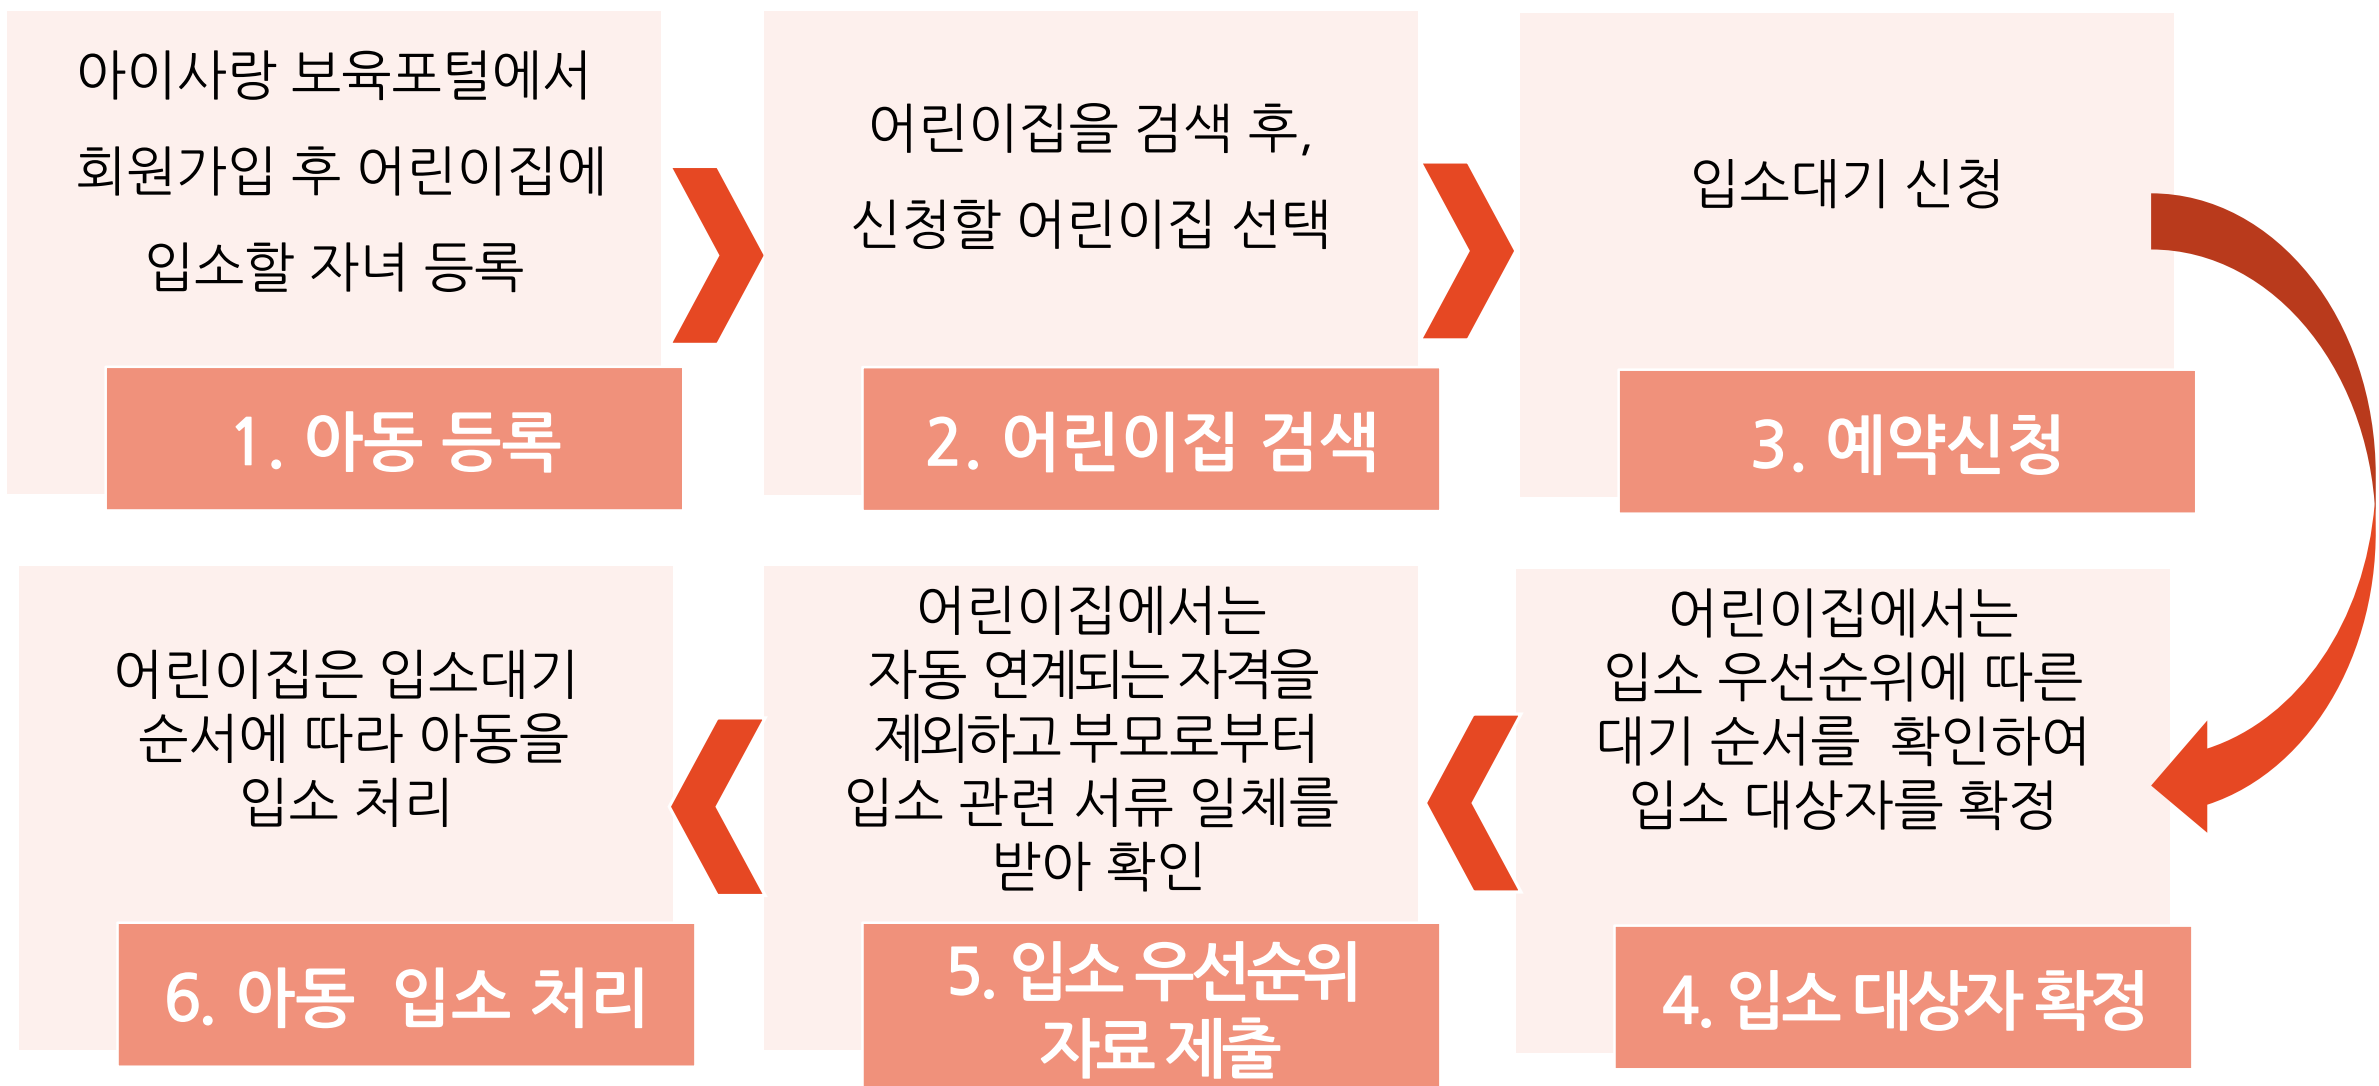 아이사랑 보육포털에서
회원가입 후 어린이집에
입소할 자녀 등록
1. 아동 등록
어린이집을 검색 후,
신청할 어린이집 선택
2. 어린이집 검색
입소대기 신청
3. 예약신청
어린이집에서는
입소 우선순위에 따른
대기 순서를 확인하여
입소 대상자를 확정
4. 입소 대상자 확정
어린이집에서는
자동 연계되는 자격을
제외하고 부모로부터
입소 관련 서류 일체를
받아 확인
5. 입소 우선순위
자료 제출
어린이집은 입소대기
순서에 따라 아동을
입소 처리
6. 아동 입소 처리